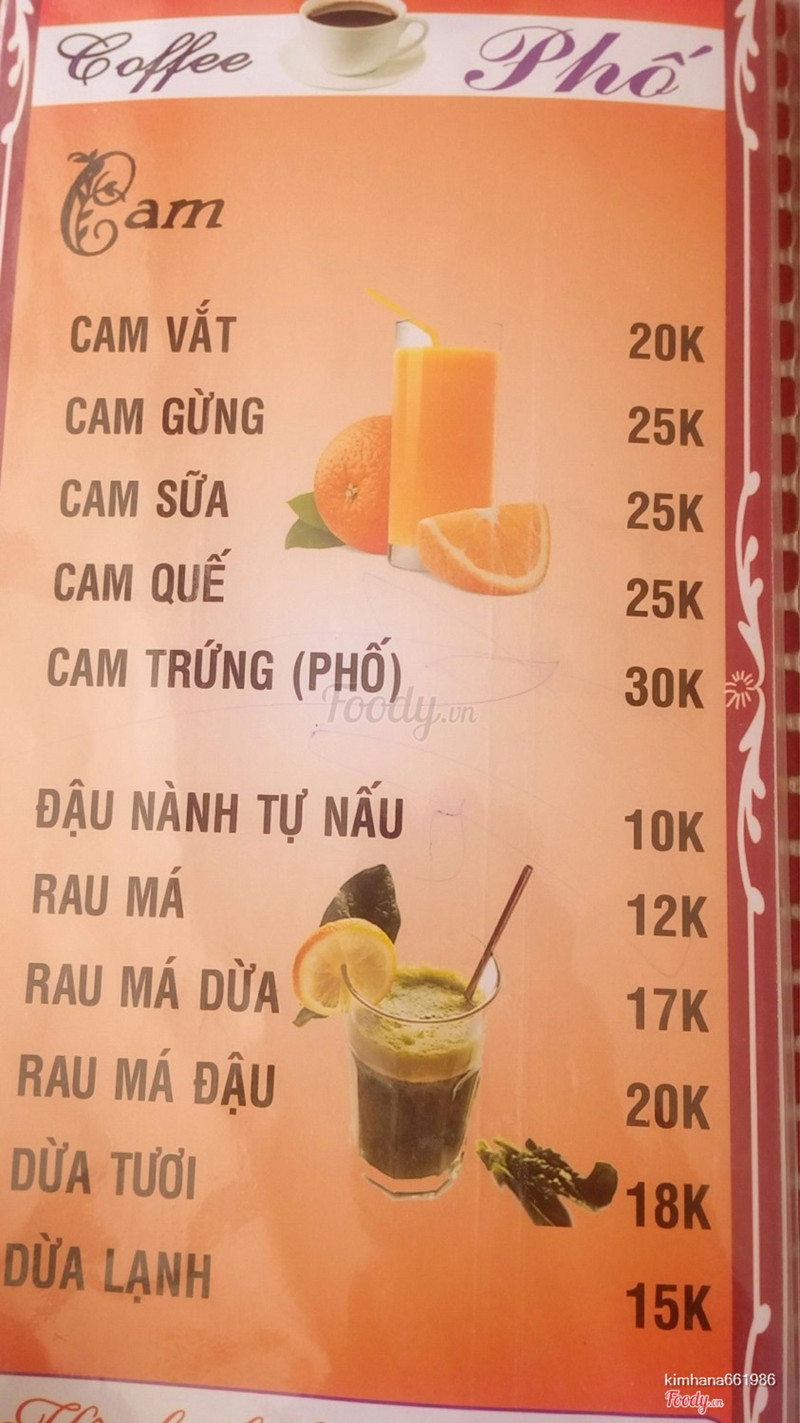 Coffee Phố
Cam
CAM VẮT 20K
CAM GỪNG 25K
CAM SỮA 25K
CAM QUẾ 25K
CAM TRỨNG (PHỐ) 30K
Foody.vn
ĐẬU NÀNH TỰ NẤU 10K
RAU MÁ 12K
RAU MÁ DỪA 17K
RAU MÁ ĐẬU 20K
DỪA TƯƠI 18K
DỪA LẠNH 15K
kimhana661986
Foody.vn